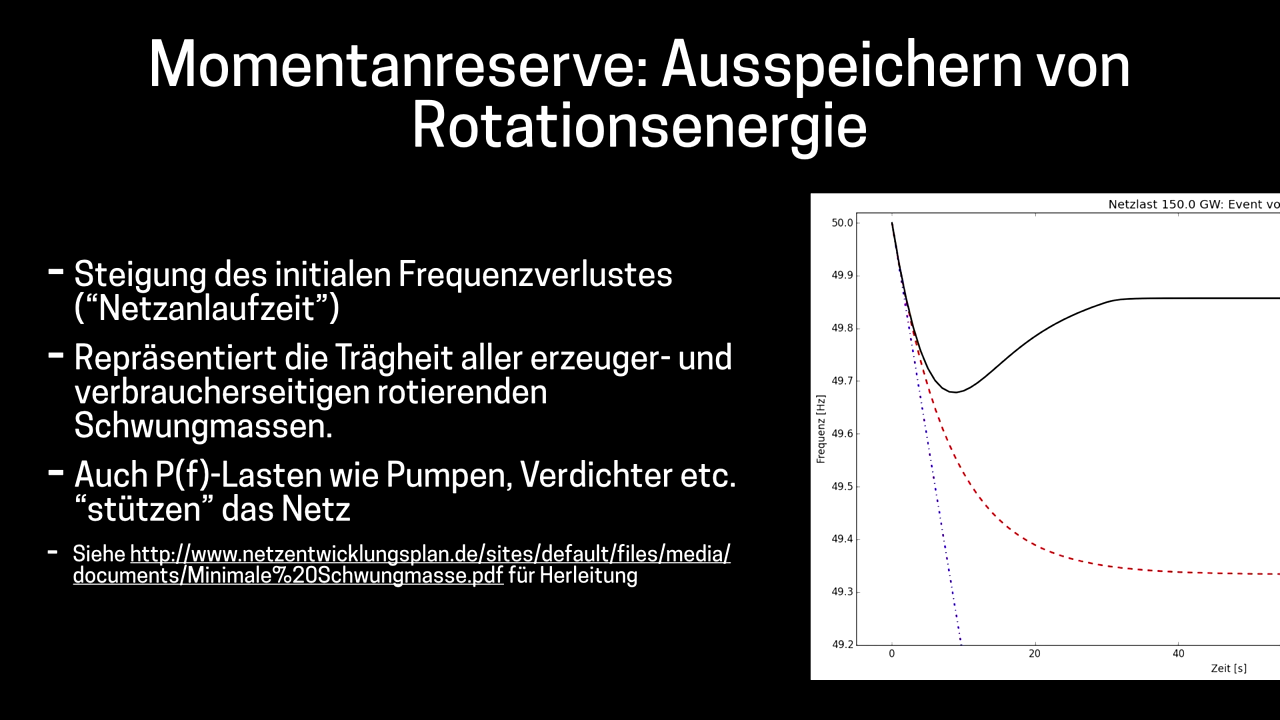 Momentanreserve: Ausspeichern von
Rotationsenergie
- Steigung des initialen Frequenzverlustes
(“Netzanlaufzeit”)
- Repräsentiert die Trägheit aller erzeuger- und
verbraucherseitigen rotierenden
Schwungmassen.
- Auch P(f)-Lasten wie Pumpen, Verdichter etc.
“stützen” das Netz
- Siehe http://www.netzentwicklungsplan.de/sites/default/files/media/
documents/Minimale%20Schwungmasse.pdf für Herleitung
Netzlast 150.0 GW: Event vo
50.0
49.9
49.8
49.7
49.6
49.5
49.4
49.3
49.2
Frequenz [Hz]
0 20 40
Zeit [s]